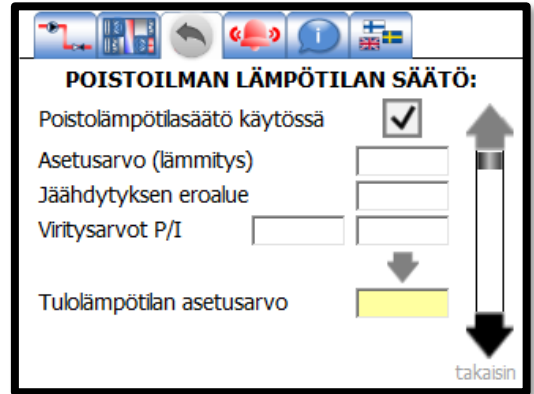 i
POISTOILMAN LÄMPÖTILAN SÄÄTÖ:
Poistolämpötilasäätö käytössä
Asetusarvo (lämmitys)
Jäähdytyksen eroalue
Viritysarvot P/I
Tulolämpötilan asetusarvo
takaisin